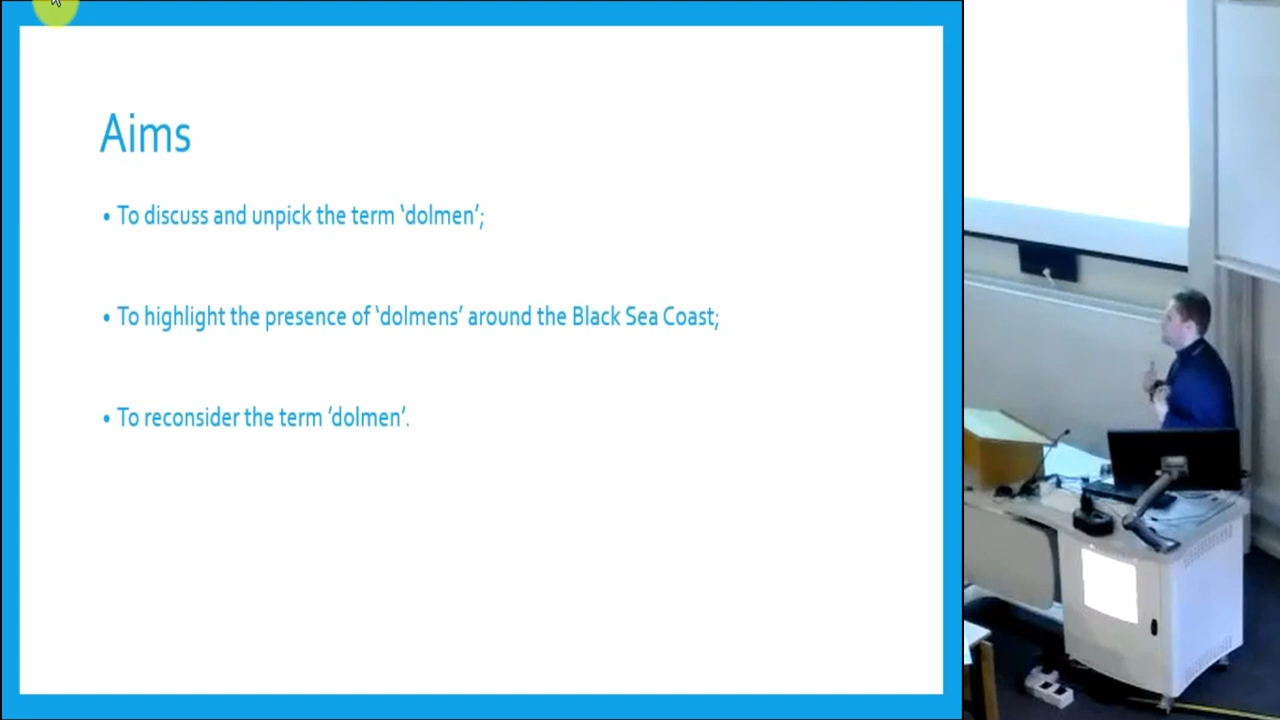 Aims
• To discuss and unpick the term ‘dolmen’;
• To highlight the presence of ‘dolmens’ around the Black Sea Coast;
• To reconsider the term ‘dolmen’.